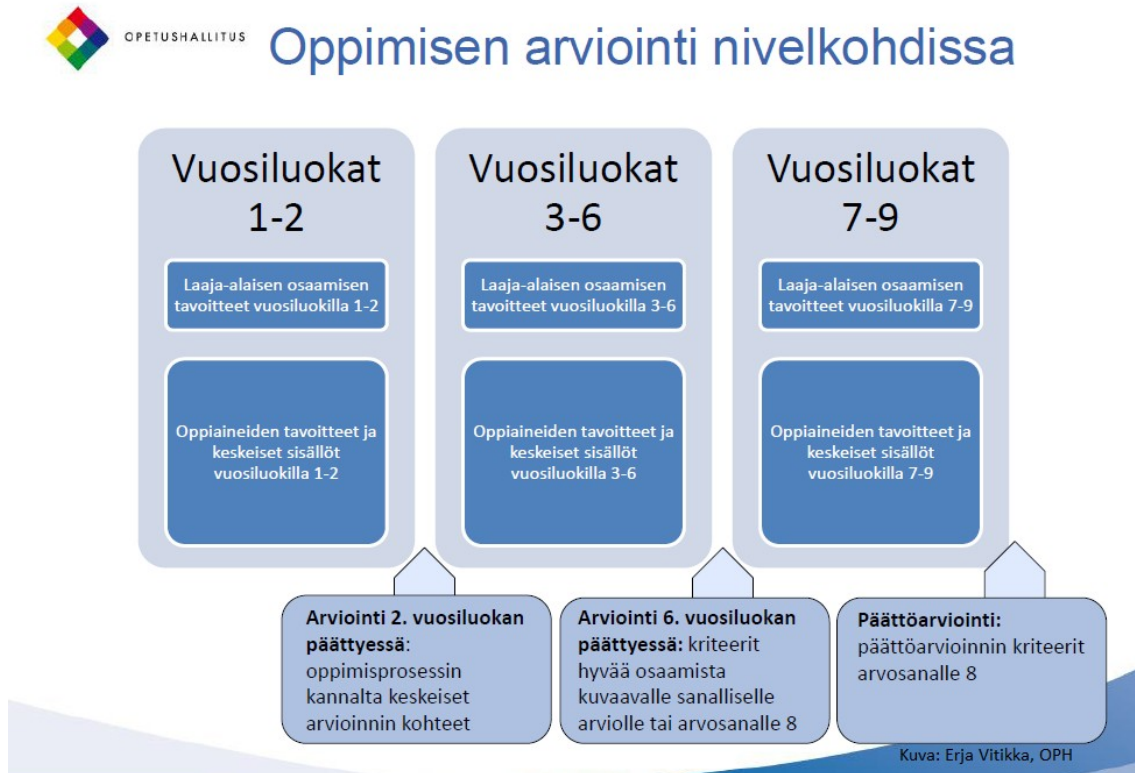 OPETUSHALLITUS
Oppimisen arviointi nivelkohdissa
Vuosiluokat
1-2
Laaja-alaisen osaamisen
tavoitteet vuosiluokilla 1-2
Oppiaineiden tavoitteet ja
keskeiset sisällöt
vuosiluokilla 1-2
Vuosiluokat
3-6
Laaja-alaisen osaamisen
tavoitteet vuosiluokilla 3-6
Oppiaineiden tavoitteet ja
keskeiset sisällöt
vuosiluokilla 3-6
Vuosiluokat
7-9
Laaja-alaisen osaamisen
tavoitteet vuosiluokilla 7-9
Oppiaineiden tavoitteet ja
keskeiset sisällöt
vuosiluokilla 7-9
Arviointi 2. vuosiluokan
päättyessä:
oppimisprosessin
kannalta keskeiset
arvioinnin kohteet
Arviointi 6. vuosiluokan
päättyessä: kriteerit
hyvää osaamista
kuvaavalle sanalliselle
arviolle tai arvosanalle 8
Päättöarviointi:
päättöarvioinnin kriteerit
arvosanalle 8
Kuva: Erja Vitikka, OPH